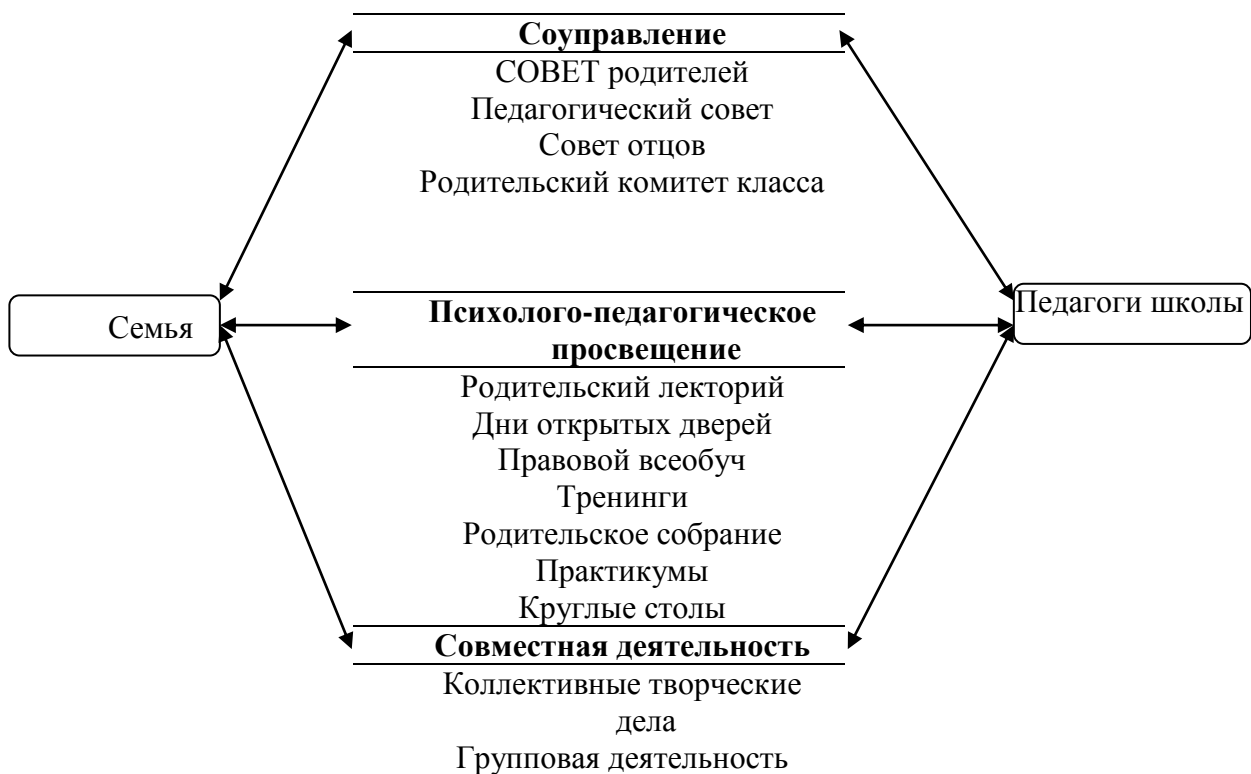 Соуправление
СОВЕТ родителей
Педагогический совет
Совет отцов
Родительский комитет класса
Семья
Психолого-педагогическое
просвещение
Педагоги школы
Родительский лекторий
Дни открытых дверей
Правовой всеобуч
Тренинги
Родительское собрание
Практикумы
Круглые столы
Совместная деятельность
Коллективные творческие
дела
Групповая деятельность